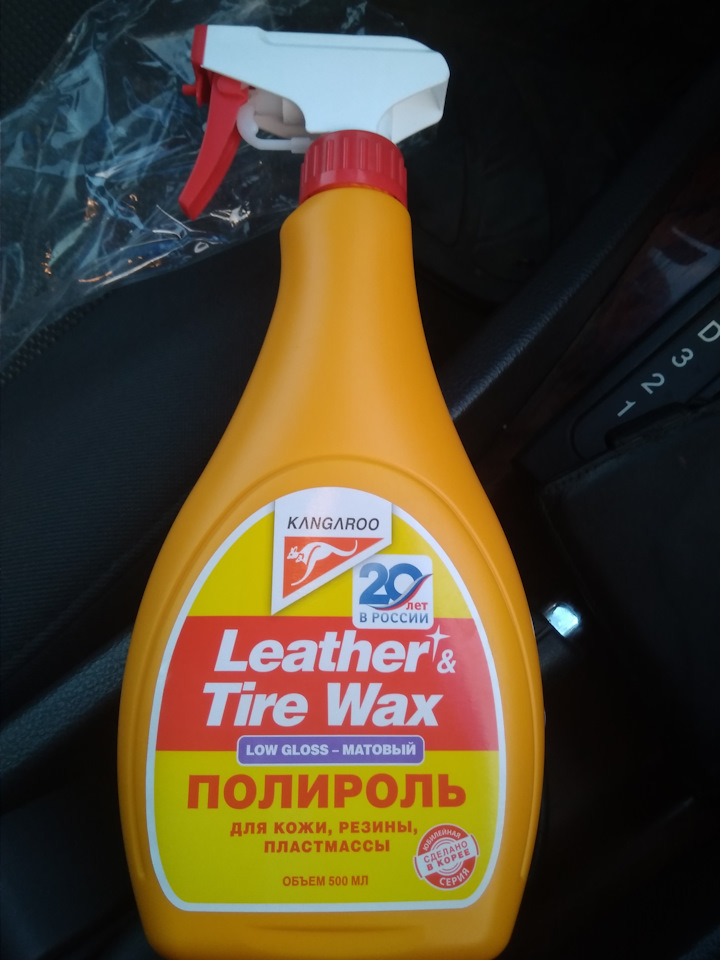 KANGAROO
20
лет
В РОССИИ
Leather &
Tire Wax
LOW GLOSS – МАТОВЫЙ
ПОЛИРОЛЬ
ДЛЯ КОЖИ, РЕЗИНЫ,
ПЛАСТМАССЫ
ОБЪЕМ 500 МЛ
ЮБИЛЕЙНАЯ
СДЕЛАНО
В КОРЕЕ
СЕРИЯ
D
3
2
1